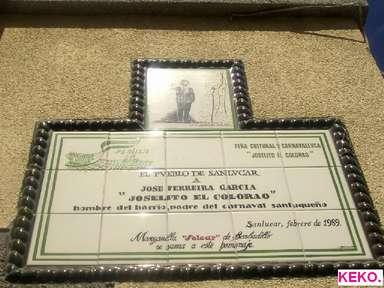 PEÑA CULTURAL Y CARNAVALESCA
"JOSELITO EL COLORAO"
EL PUEBLO DE SANLUCAR
A
JOSE FERREIRA GARCIA
"JOSELITO EL COLORAO"
hombre del barrio, padre del carnaval sanluqueño
Sanlucar, febrero de 1989.
Manzanilla "Solear" de Barbadillo
se suma a este homenaje
KEKO.